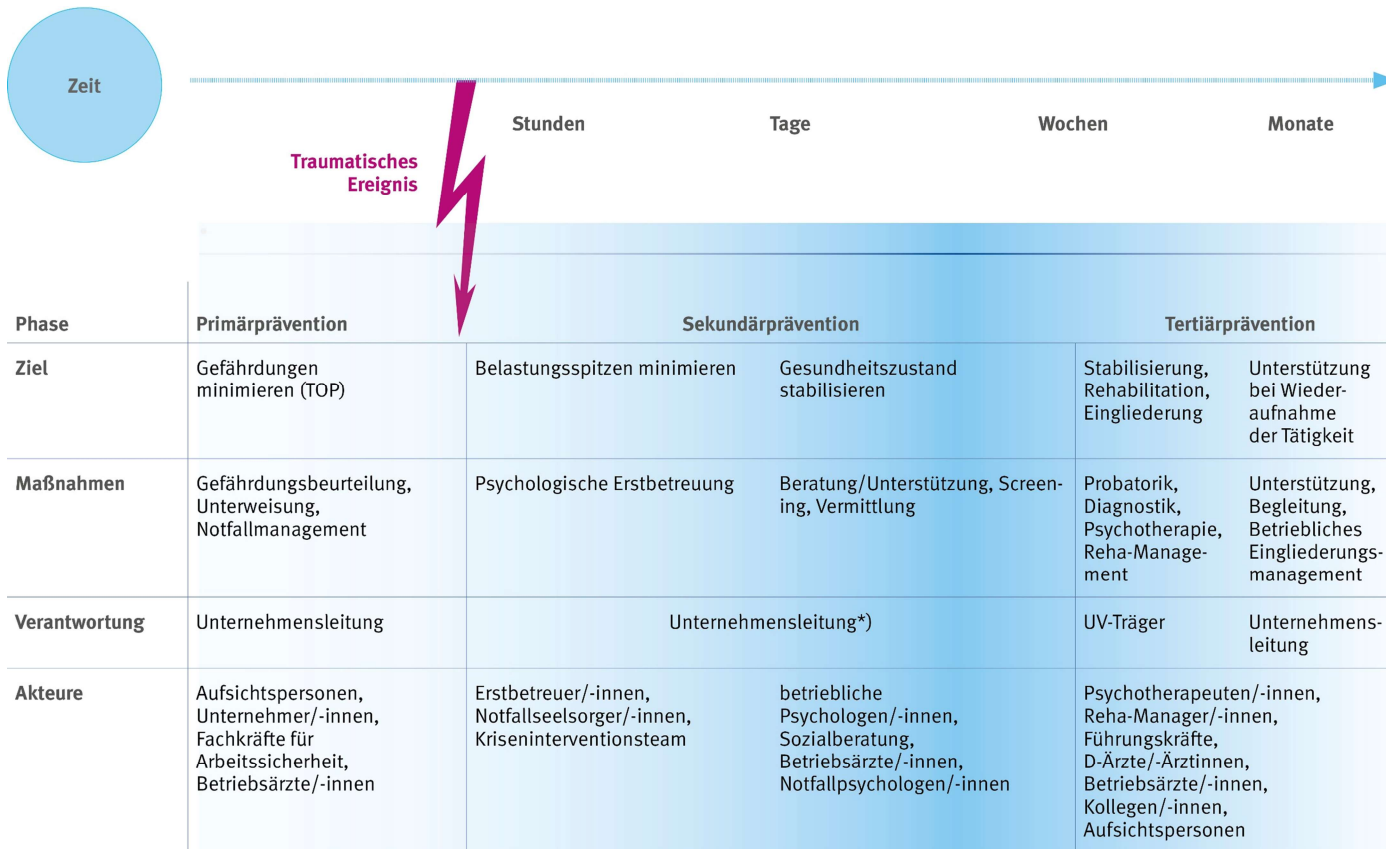 Zeit
Stunden
Tage
Wochen
Monate
Traumatisches
Ereignis
Phase
Primärprävention
Sekundärprävention
Tertiärprävention
Ziel
Gefährdungen
minimieren (TOP)
Belastungsspitzen minimieren
Gesundheitszustand
stabilisieren
Stabilisierung,
Rehabilitation,
Eingliederung
Unterstützung
bei Wieder-
aufnahme
der Tätigkeit
Maßnahmen
Gefährdungsbeurteilung,
Unterweisung,
Notfallmanagement
Psychologische Erstbetreuung
Beratung/Unterstützung, Screen-
ing, Vermittlung
Probatorik,
Diagnostik,
Psychotherapie,
Reha-Manage-
ment
Unterstützung,
Begleitung,
Betriebliches
Eingliederungs-
management
Verantwortung
Unternehmensleitung
Unternehmensleitung*)
UV-Träger
Unternehmens-
leitung
Akteure
Aufsichtspersonen,
Unternehmer/-innen,
Fachkräfte für
Arbeitssicherheit,
Betriebsärzte/-innen
Erstbetreuer/-innen,
Notfallseelsorger/-innen,
Kriseninterventionsteam
betriebliche
Psychologen/-innen,
Sozialberatung,
Betriebsärzte/-innen,
Notfallpsychologen/-innen
Psychotherapeuten/-innen,
Reha-Manager/-innen,
Führungskräfte,
D-Ärzte/-Ärztinnen,
Betriebsärzte/-innen,
Kollegen/-innen,
Aufsichtspersonen